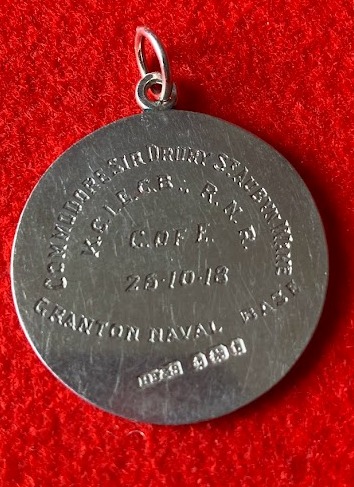 COMMODORE SIR DRURY ST.AUBYN WAKE
K.C.I.E.C.B., R.N.R.
C. OF E.
26·10·18
GRANTON NAVAL BASE